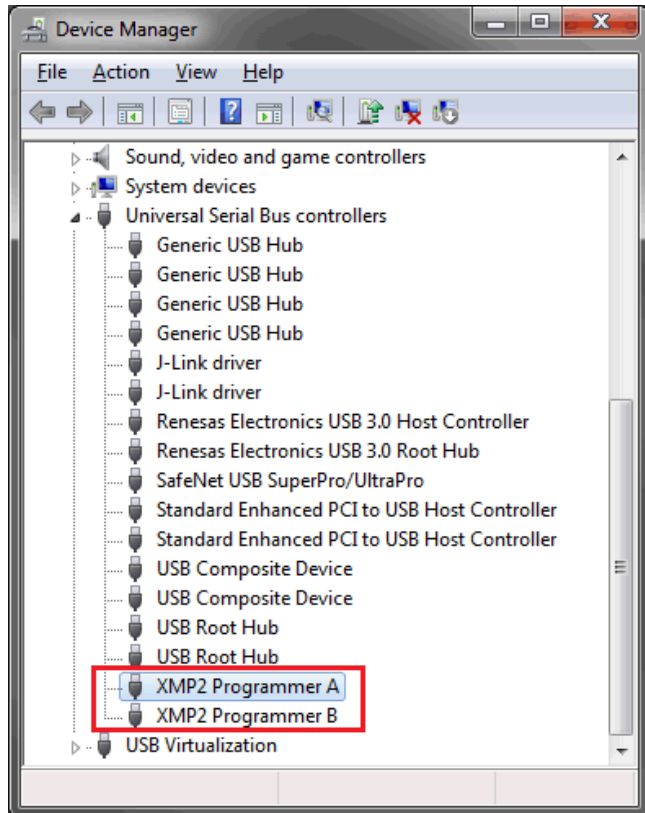 Device Manager
File Action View Help
Sound, video and game controllers
System devices
Universal Serial Bus controllers
Generic USB Hub
Generic USB Hub
Generic USB Hub
Generic USB Hub
J-Link driver
J-Link driver
Renesas Electronics USB 3.0 Host Controller
Renesas Electronics USB 3.0 Root Hub
SafeNet USB SuperPro/UltraPro
Standard Enhanced PCI to USB Host Controller
Standard Enhanced PCI to USB Host Controller
USB Composite Device
USB Composite Device
USB Root Hub
USB Root Hub
XMP2 Programmer A
XMP2 Programmer B
USB Virtualization